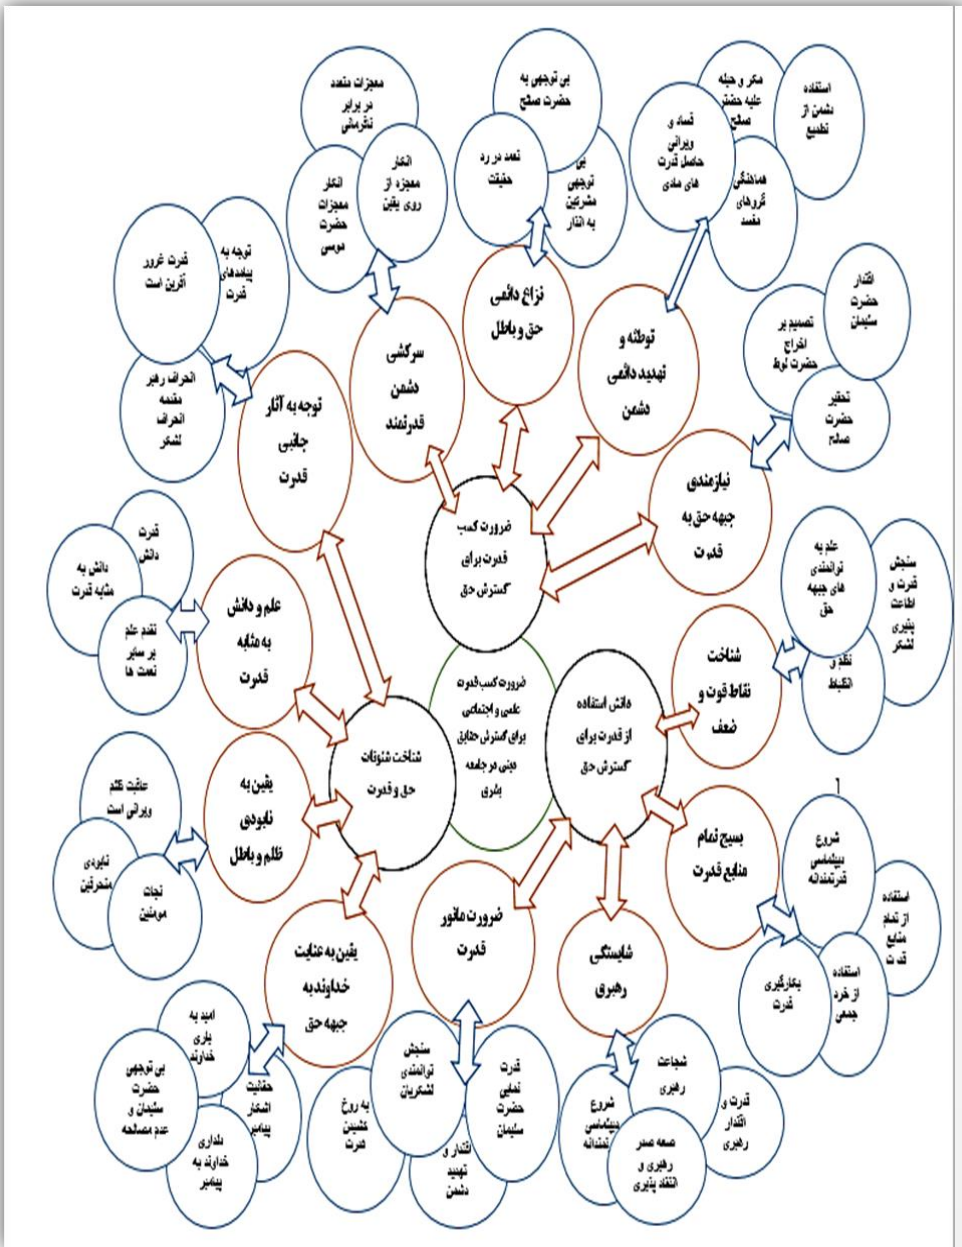 معجزات متعدد
در برابر
نافرمانی
انکار
معجزات
حضرت
موسی
انکار
معجزه از
روی یقین
بی توجهی به
حضرت صالح
تعمد در رد
حقیقت
بی
توجهی
مشرکین
به انذار
مکر و حیله
علیه حضرت
صالح
استفاده
دشمن از
تطمیع
فساد و
ویرانی
حاصل قدرت
های مادی
هماهنگی
گروهای
مفسد
قدرت غرور
آفرین است
توجه به
پیامدهای
قدرت
انحراف رهبر
مقدمه
انحراف
لشکر
اقتدار
حضرت
سلیمان
تصمیم بر
اخراج
حضرت لوط
تحقیر
حضرت
صالح
توجه به آثار
جانبی
قدرت
سرکشی
دشمن
قدرتمند
نزاع دائمی
حق و باطل
توطئه و
تهدید دائمی
دشمن
نیازمندی
جبهه حق به
قدرت
ضرورت کسب
قدرت برای
گسترش حق
قدرت
دانش
دانش به
مثابه قدرت
تقدم علم
بر سایر
نعمت ها
علم و دانش
به مثابه
قدرت
علم به
توانمندی
های جبهه
حق
سنجش
قدرت و
اطاعت
پذیری
لشکر
نظم و
انضباط
شناخت
نقاط قوت و
ضعف
ضرورت کسب قدرت
علمی و اجتماعی
برای گسترش حقایق
دینی در جامعه
بشری
دانش استفاده
از قدرت برای
گسترش حق
شناخت شئونات
حق و قدرت
عاقبت ظلم
ویرانی است
نابودی
منحرفین
نجات
مومنین
یقین به
نابودی
ظلم و باطل
بسیج تمام
منابع قدرت
شروع
دیپلماسی
قدرتمندانه
استفاده
از تمام
منابع
قدرت
استفاده
از خرد
جمعی
بکارگیری
قدرت
یقین به عنایت
خداوند به
جبهه حق
ضرورت مانور
قدرت
شایستگی
رهبری
امید به
یاری
خداوند
بی توجهی
حضرت
سلیمان و
عدم مصالحه
حقانیت
آشکار
پیامبر
دلداری
خداوند به
پیامبر
سنجش
توانمندی
لشکریان
به روخ
کشیدن
قدرت
قدرت
نمایی
حضرت
سلیمان
اقتدار و
تهدید
دشمن
شجاعت
رهبری
شروع
دیپلماسی
قدرت و
اقتدار
رهبری
سعه صدر
رهبری و
انتقاد پذیری